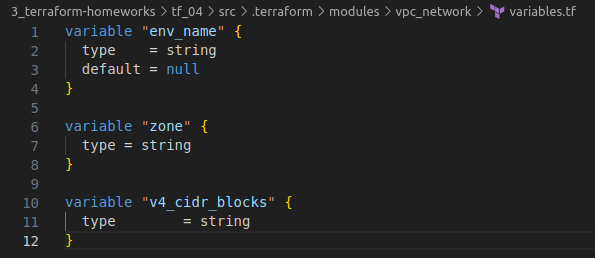 3_terraform-homeworks > tf_04 > src > .terraform > modules > vpc_network > variables.tf
1 variable "env_name" {
2   type    = string
3   default = null
4 }
5
6 variable "zone" {
7   type = string
8 }
9
10 variable "v4_cidr_blocks" {
11   type        = string
12 }